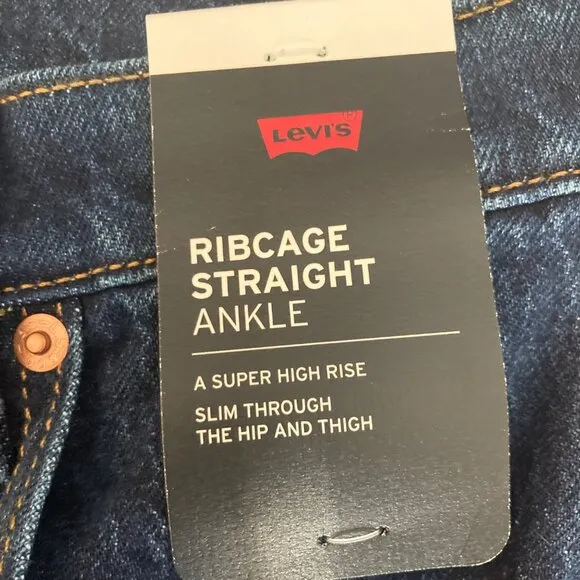 Levi's
RIBCAGE
STRAIGHT
ANKLE
A SUPER HIGH RISE
SLIM THROUGH
THE HIP AND THIGH